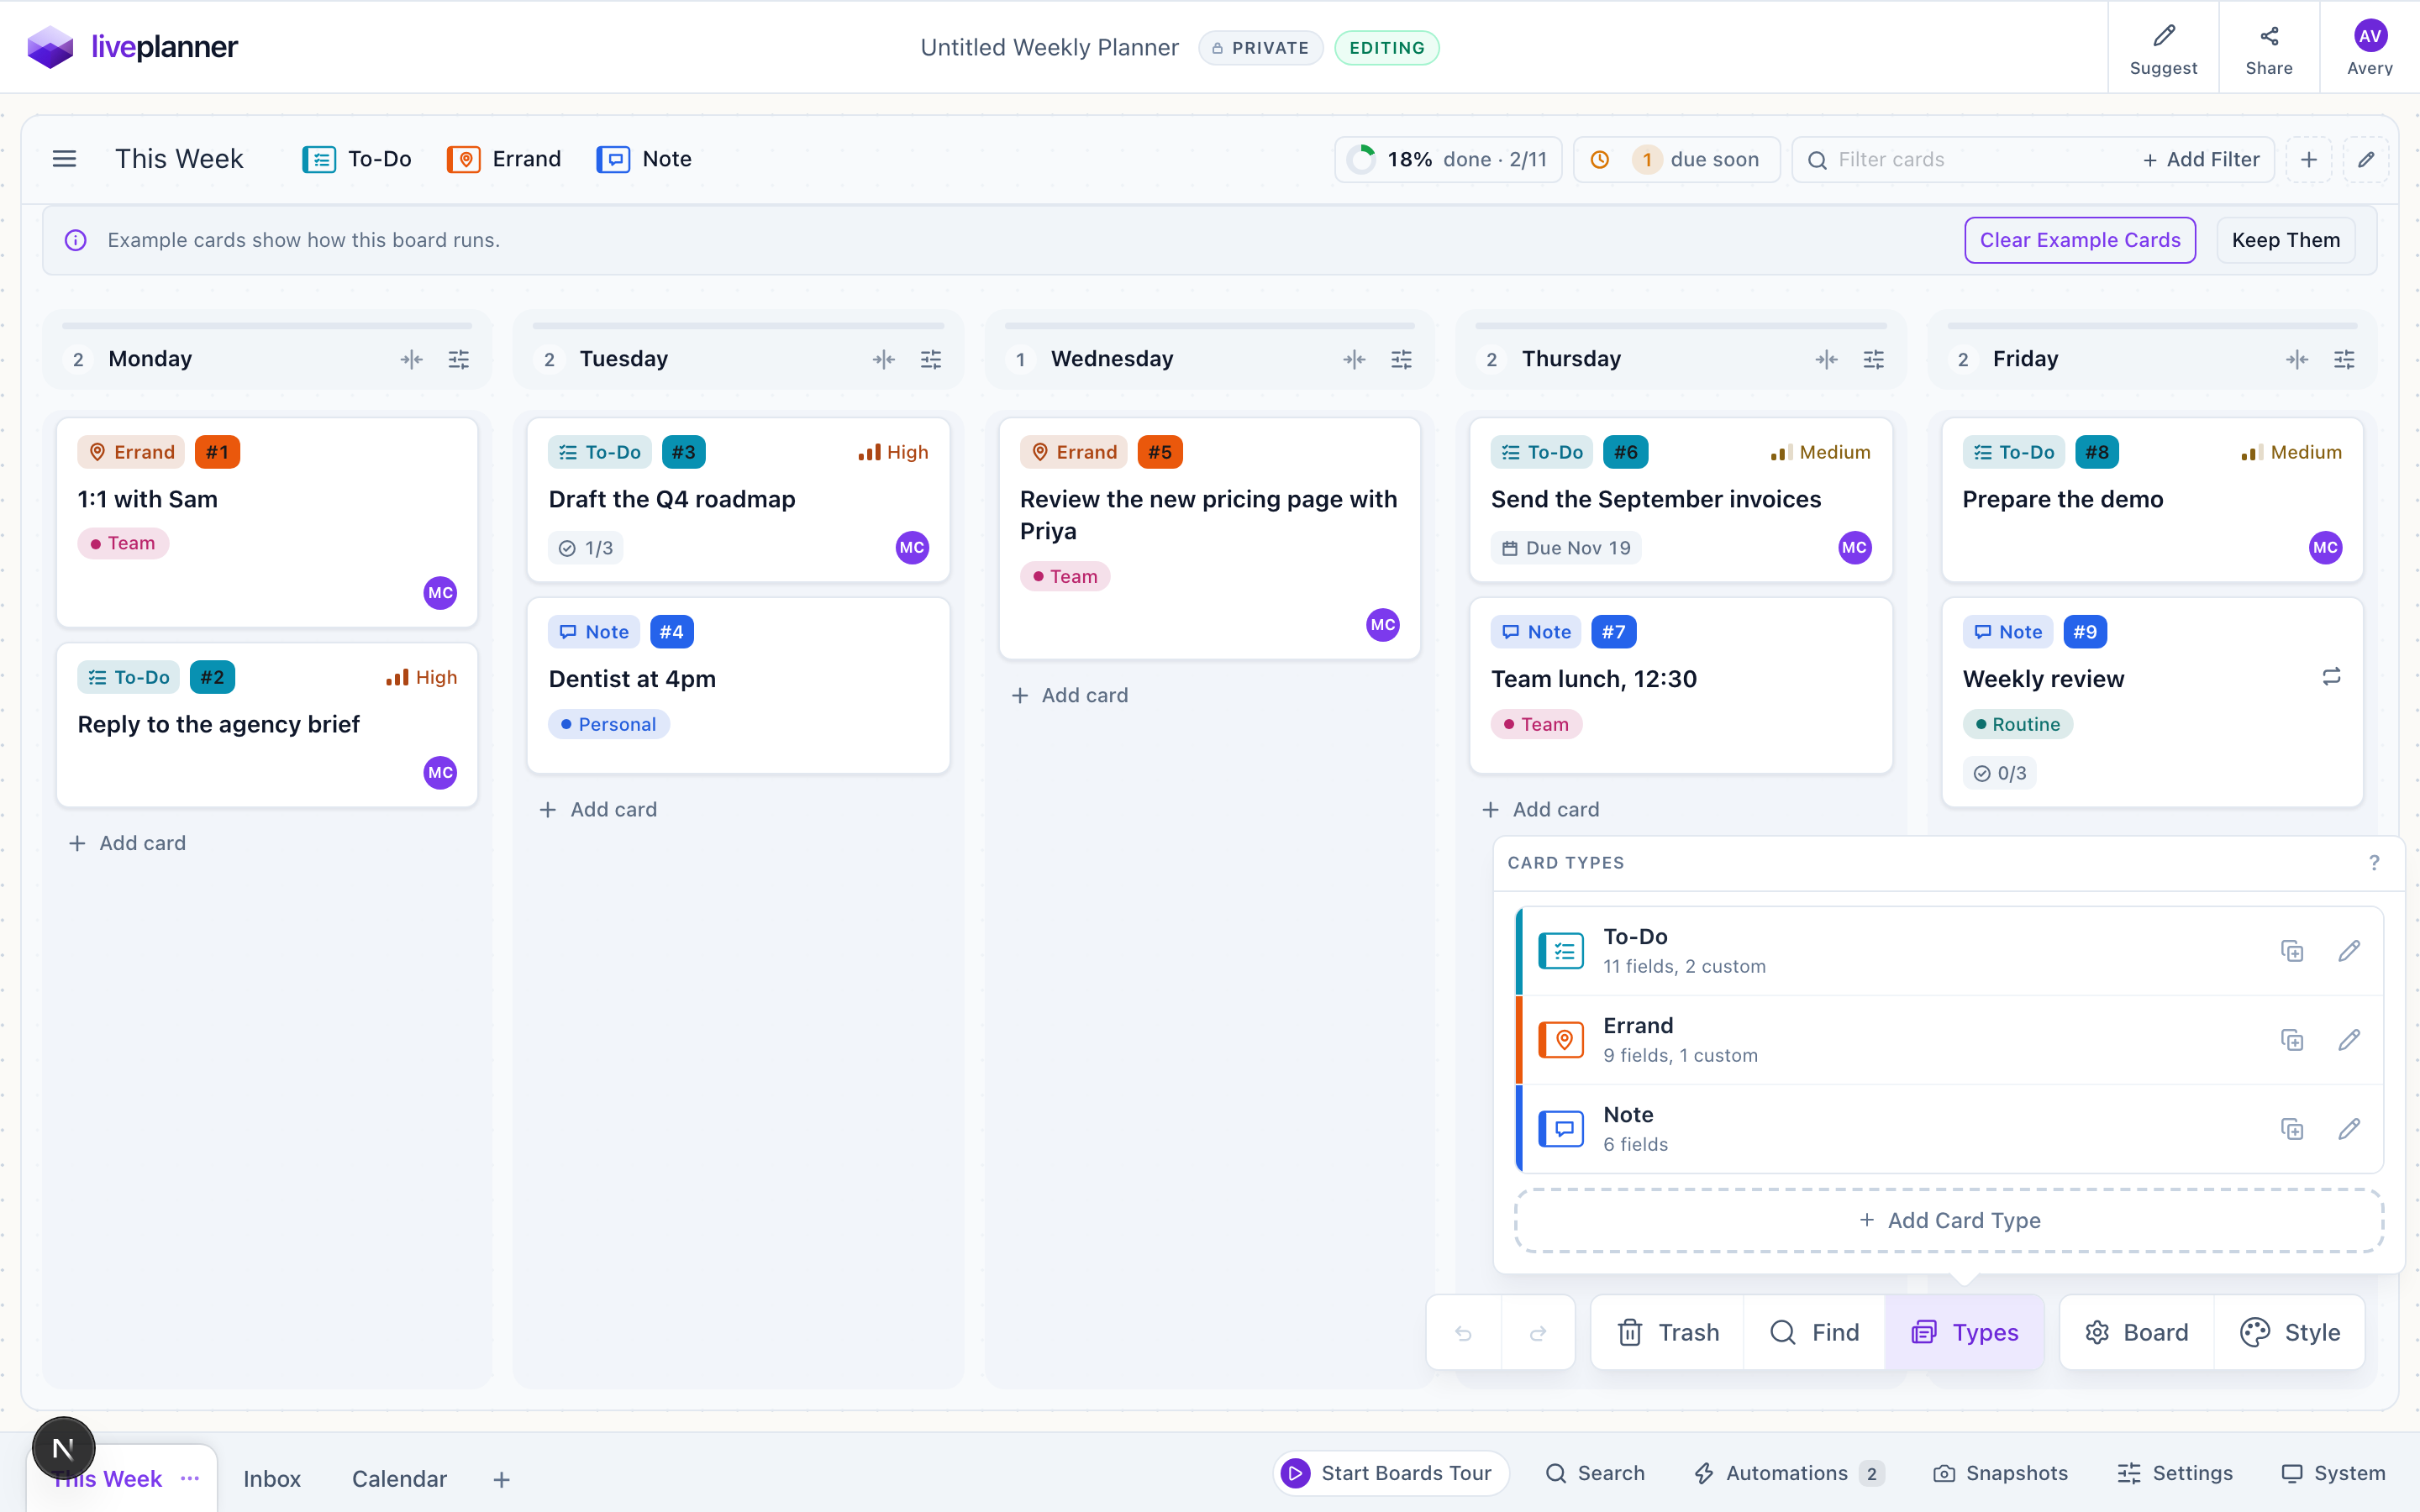 liveplanner
Untitled Weekly Planner
PRIVATE
EDITING
Suggest
Share
AV
Avery
This Week
To-Do
Errand
Note
18% done · 2/11
1 due soon
Filter cards
+ Add Filter
Example cards show how this board runs.
Clear Example Cards
Keep Them
2 Monday
2 Tuesday
1 Wednesday
2 Thursday
2 Friday
Errand #1
1:1 with Sam
Team
MC
To-Do #2 High
Reply to the agency brief
MC
+ Add card
To-Do #3 High
Draft the Q4 roadmap
1/3 MC
Note #4
Dentist at 4pm
Personal
+ Add card
Errand #5
Review the new pricing page with
Priya
Team
MC
+ Add card
To-Do #6 Medium
Send the September invoices
Due Nov 19 MC
Note #7
Team lunch, 12:30
Team
+ Add card
To-Do #8 Medium
Prepare the demo
MC
Note #9
Weekly review
Routine
0/3
CARD TYPES ?
To-Do
11 fields, 2 custom
Errand
9 fields, 1 custom
Note
6 fields
+ Add Card Type
Trash
Find
Types
Board
Style
N
This Week ...
Inbox
Calendar
+
Start Boards Tour
Search
Automations 2
Snapshots
Settings
System